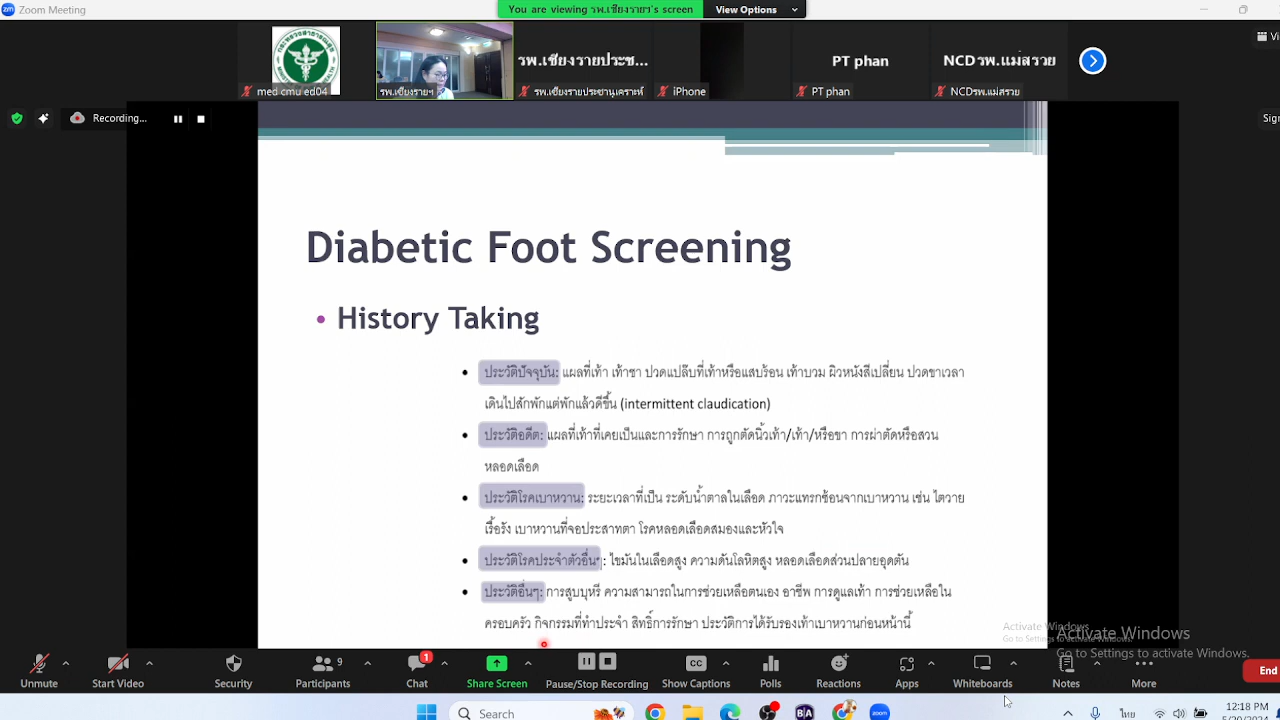 Zoom Meeting
You are viewing รพ.เชียงรายฯ's screen
View Options
med cmu ed04
รพ.เชียงรายฯ
รพ.เชียงรายประช...
รพ.เชียงรายประชานุเคราะห์
iPhone
PT phan
PT phan
NCDรพ.แม่สรวย
NCDรพ.แม่สรวย
Vi
Recording...
Sig
Diabetic Foot Screening
• History Taking
• ประวัติปัจจุบัน: แผลที่เท้า เท้าชา ปวดแปล๊บที่เท้าหรือแสบร้อน เท้าบวม ผิวหนังสีเปลี่ยน ปวดขาเวลา
เดินไปสักพักแต่พักแล้วดีขึ้น (intermittent claudication)
• ประวัติอดีต: แผลที่เท้าที่เคยเป็นและการรักษา การถูกตัดนิ้วเท้า/เท้า/หรือขา การผ่าตัดหรือสวน
หลอดเลือด
• ประวัติโรคเบาหวาน: ระยะเวลาที่เป็น ระดับน้ำตาลในเลือด ภาวะแทรกซ้อนจากเบาหวาน เช่น ไตวาย
เรื้อรัง เบาหวานที่จอประสาทตา โรคหลอดเลือดสมองและหัวใจ
• ประวัติโรคประจำตัวอื่นๆ: ไขมันในเลือดสูง ความดันโลหิตสูง หลอดเลือดส่วนปลายอุดตัน
• ประวัติอื่นๆ: การสูบบุหรี่ ความสามารถในการช่วยเหลือตนเอง อาชีพ การดูแลเท้า การช่วยเหลือใน
ครอบครัว กิจกรรมที่ทำประจำ สิทธิ์การรักษา ประวัติการได้รับรองเท้าเบาหวานก่อนหน้านี้
Activate Windows
Go to Settings to activate Windows.
Activate Windows
Go to Settings to activate Windows.
Unmute
Start Video
Security
9
Participants
1
Chat
Share Screen
Pause/Stop Recording
CC
Show Captions
Polls
Reactions
Apps
Whiteboards
Notes
More
End
Search
ไทย
12:18 PM